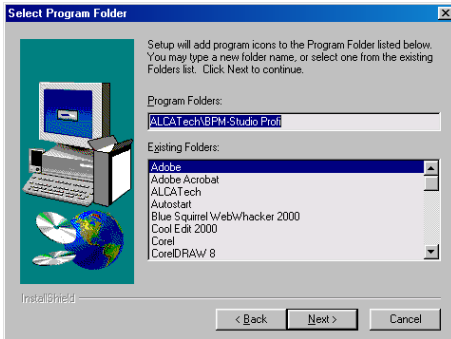 Select Program Folder
Setup will add program icons to the Program Folder listed below.
You may type a new folder name, or select one from the existing
Folders list. Click Next to continue.
Program Folders:
ALCATech\BPM-Studio Profi
Existing Folders:
Adobe
Adobe Acrobat
ALCATech
Autostart
Blue Squirrel WebWhacker 2000
Cool Edit 2000
Corel
CorelDRAW 8
InstallShield
< Back
Next >
Cancel